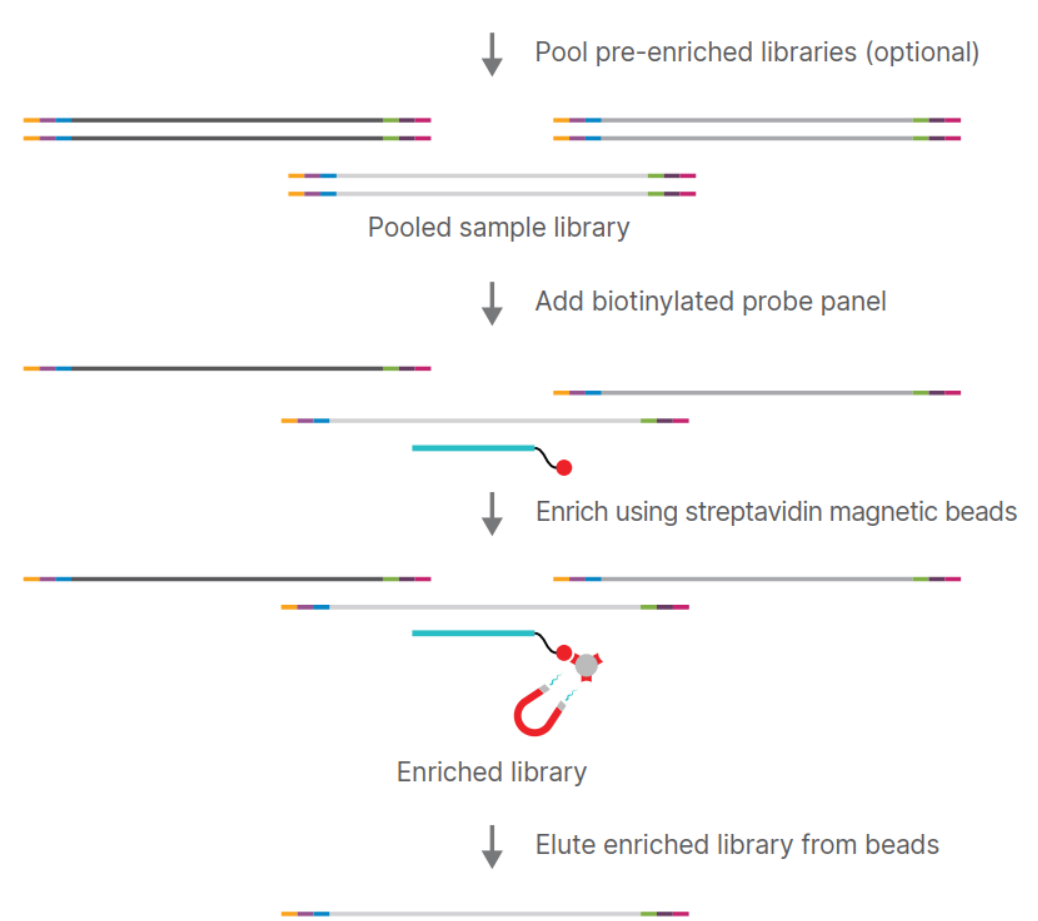 Pool pre-enriched libraries (optional)
Pooled sample library
Add biotinylated probe panel
Enrich using streptavidin magnetic beads
Enriched library
Elute enriched library from beads